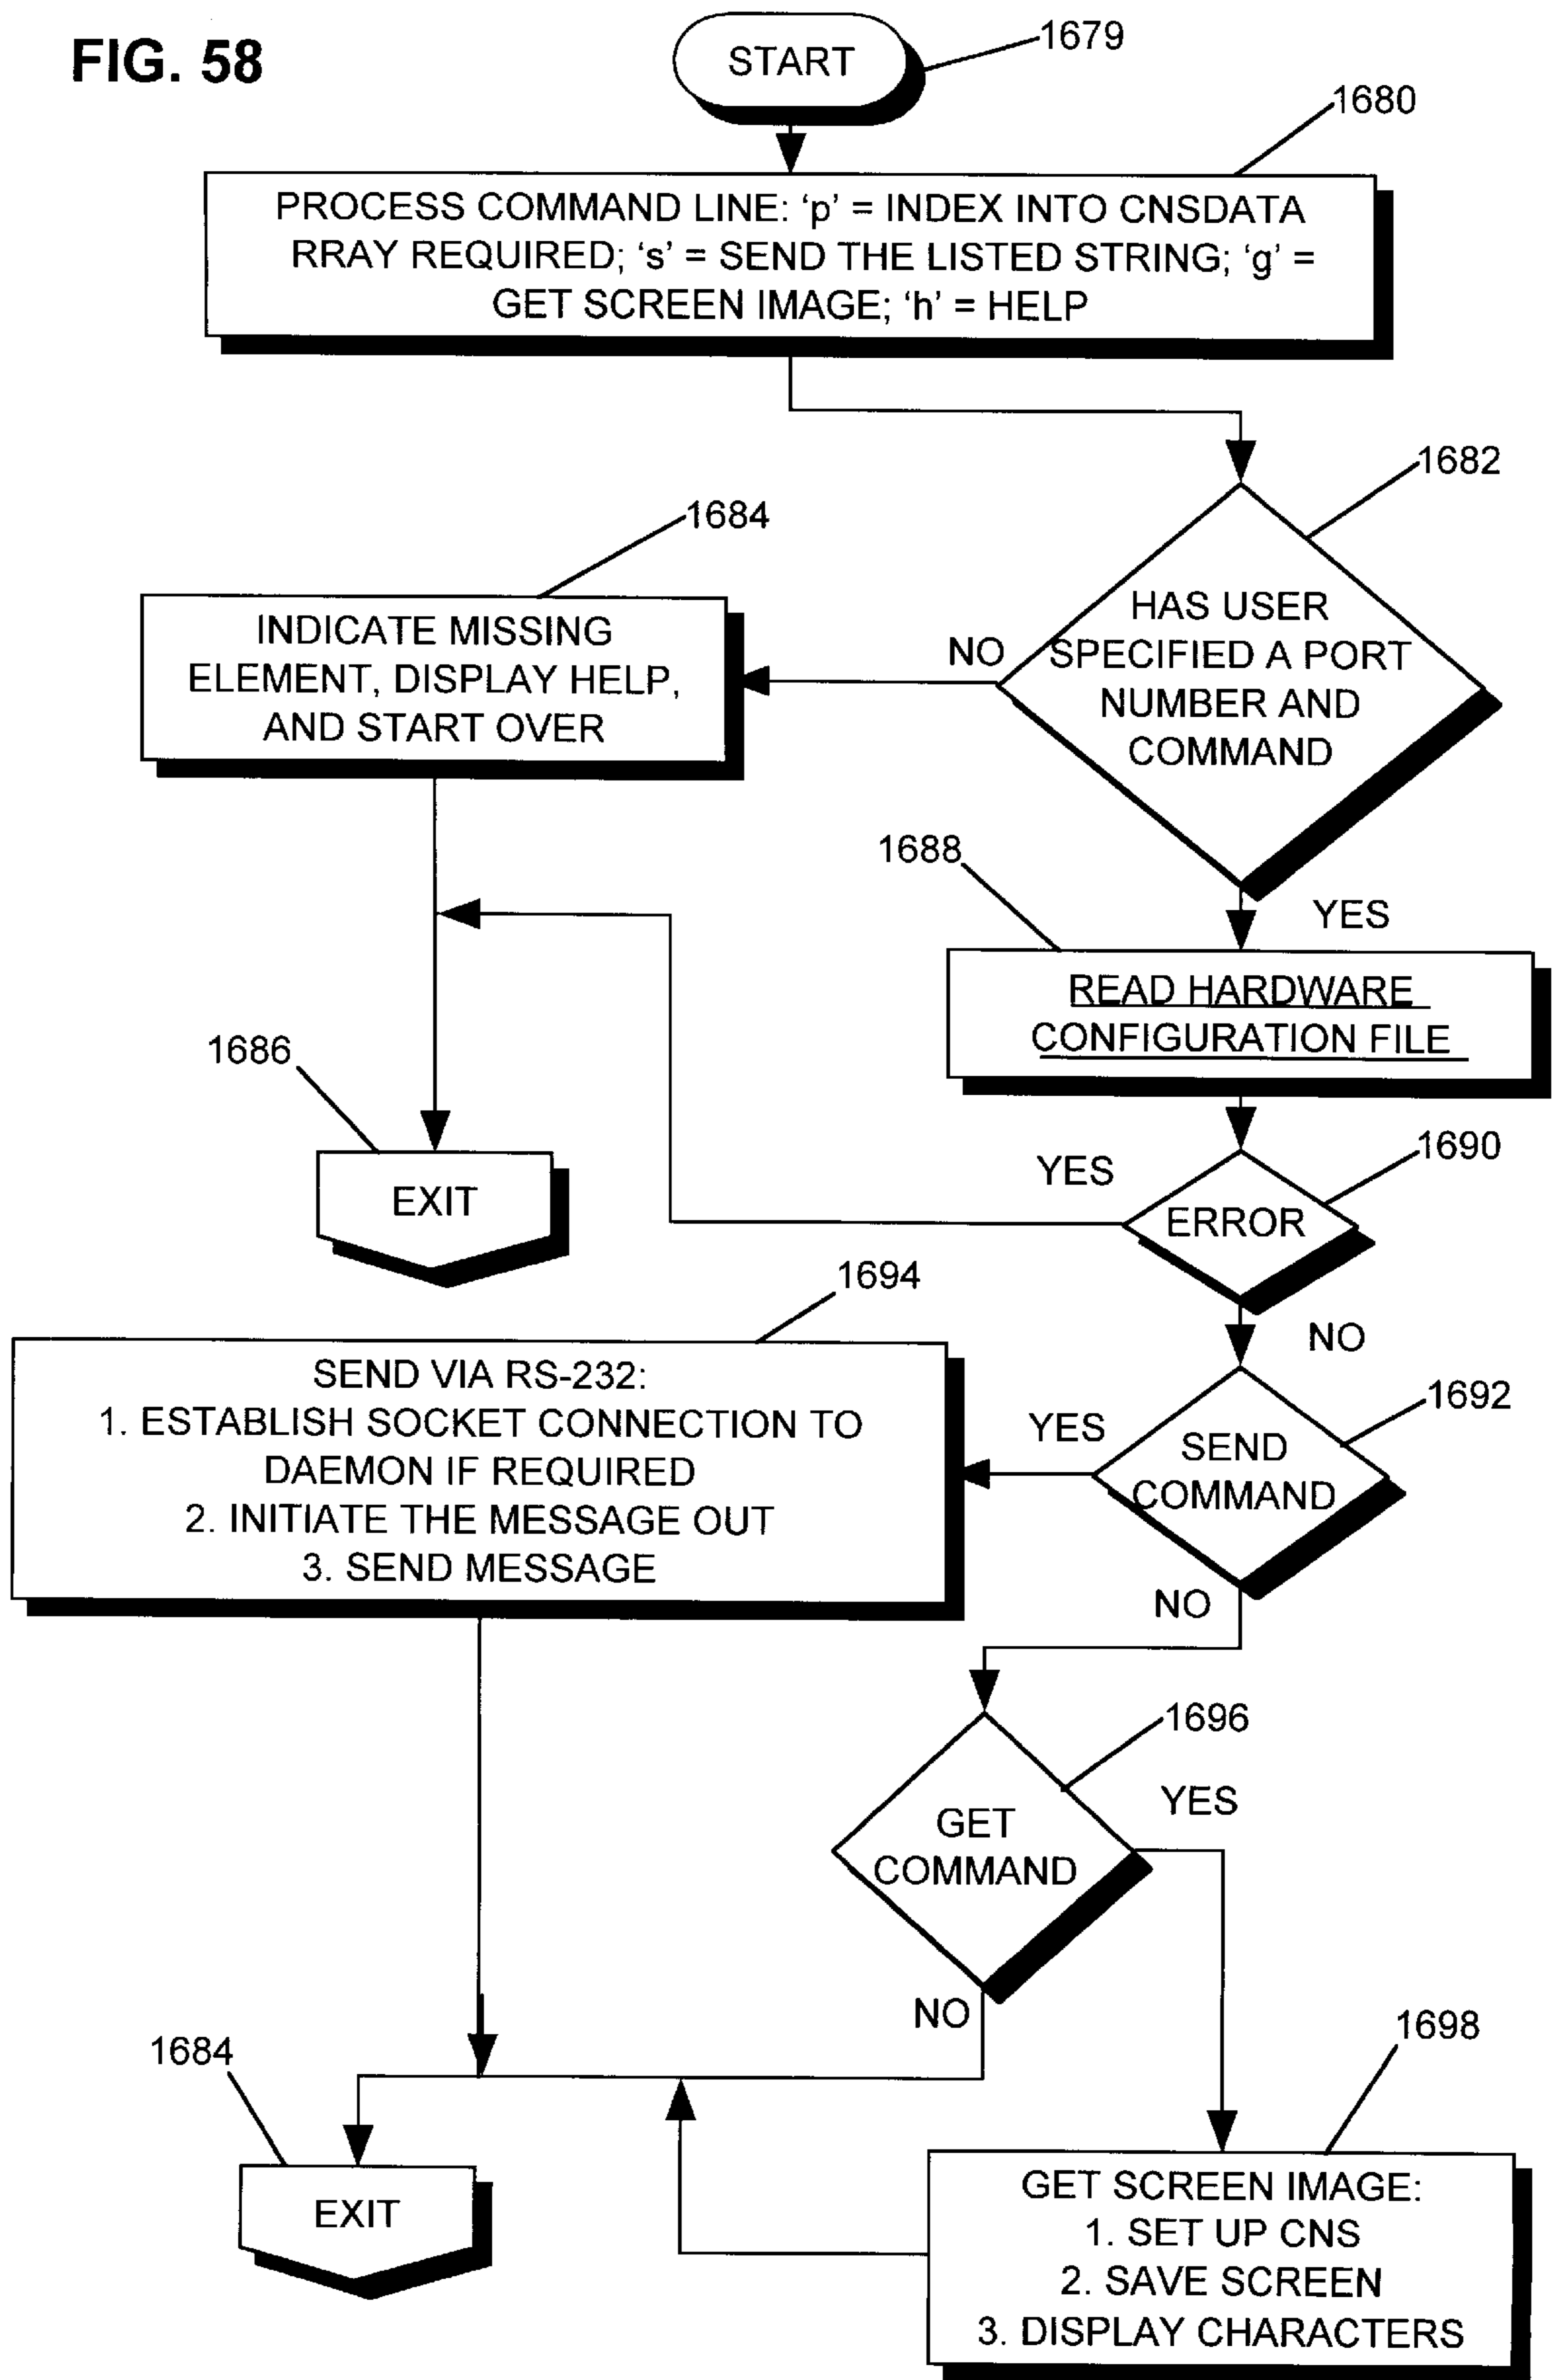 FIG. 58
START
1679
1680
PROCESS COMMAND LINE: ‘p’ = INDEX INTO CNSDATA
RRAY REQUIRED; ‘s’ = SEND THE LISTED STRING; ‘g’ =
GET SCREEN IMAGE; ‘h’ = HELP
1682
1684
HAS USER
SPECIFIED A PORT
NUMBER AND
COMMAND
NO
INDICATE MISSING
ELEMENT, DISPLAY HELP,
AND START OVER
1688
YES
READ HARDWARE
CONFIGURATION FILE
1686
EXIT
1690
YES
ERROR
NO
1694
SEND VIA RS-232:
1. ESTABLISH SOCKET CONNECTION TO
DAEMON IF REQUIRED
2. INITIATE THE MESSAGE OUT
3. SEND MESSAGE
1692
YES
SEND
COMMAND
NO
1696
YES
GET
COMMAND
NO
1684
EXIT
1698
GET SCREEN IMAGE:
1. SET UP CNS
2. SAVE SCREEN
3. DISPLAY CHARACTERS